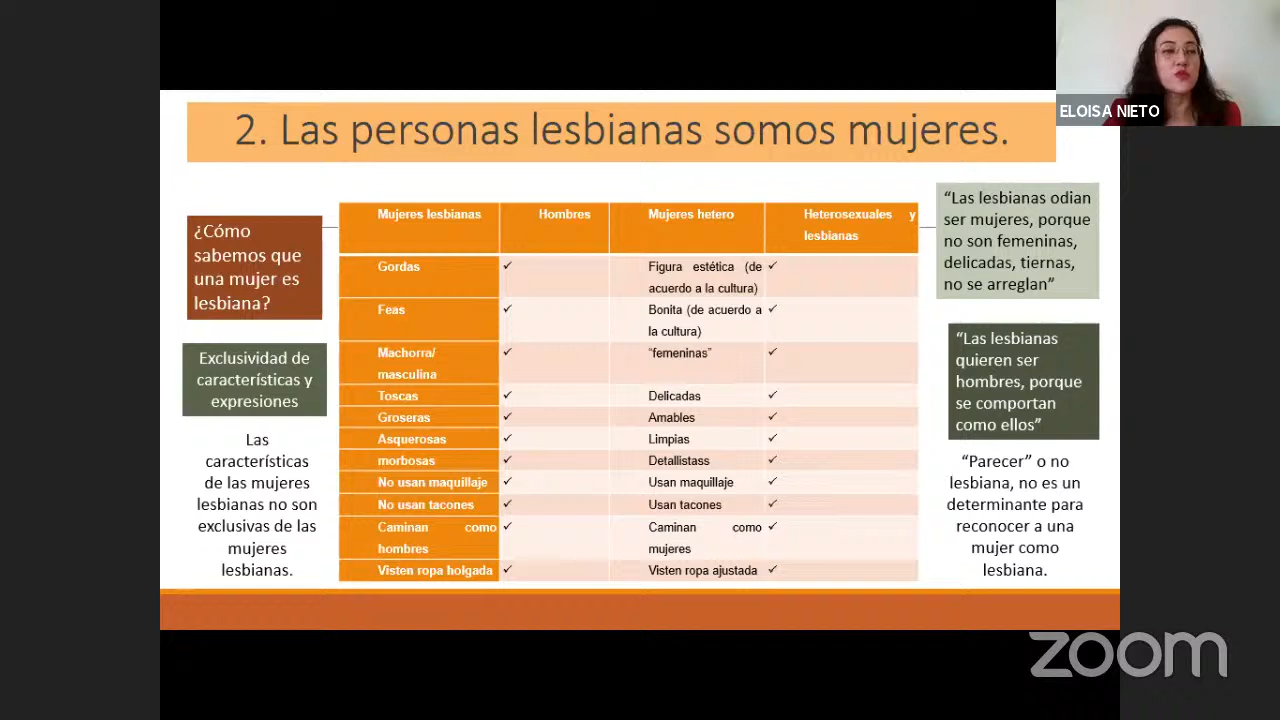 ELOISA NIETO
2. Las personas lesbianas somos mujeres.
¿Cómo
sabemos que
una mujer es
lesbiana?
Exclusividad de
características y
expresiones
Las
características
de las mujeres
lesbianas no son
exclusivas de las
mujeres
lesbianas.
Mujeres lesbianas Hombres Mujeres hetero Heterosexuales y
lesbianas
Gordas ✓ Figura estética (de ✓
acuerdo a la cultura)
Feas ✓ Bonita (de acuerdo a ✓
la cultura)
Machorra/ ✓ “femeninas” ✓
masculina
Toscas ✓ Delicadas ✓
Groseras ✓ Amables ✓
Asquerosas ✓ Limpias ✓
morbosas ✓ Detallistass ✓
No usan maquillaje ✓ Usan maquillaje ✓
No usan tacones ✓ Usan tacones ✓
Caminan como ✓ Caminan como ✓
hombres mujeres
Visten ropa holgada ✓ Visten ropa ajustada ✓
“Las lesbianas odian
ser mujeres, porque
no son femeninas,
delicadas, tiernas,
no se arreglan”
“Las lesbianas
quieren ser
hombres, porque
se comportan
como ellos”
“Parecer” o no
lesbiana, no es un
determinante para
reconocer a una
mujer como
lesbiana.
zoom